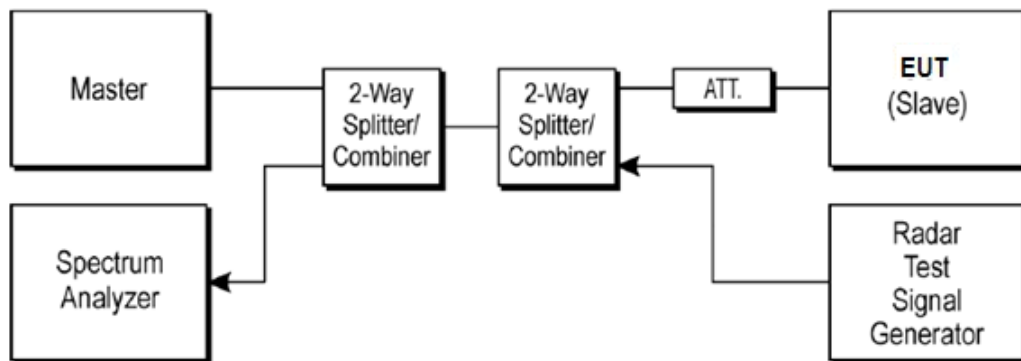 Master
2-Way
Splitter/
Combiner
2-Way
Splitter/
Combiner
ATT.
EUT
(Slave)
Spectrum
Analyzer
Radar
Test
Signal
Generator